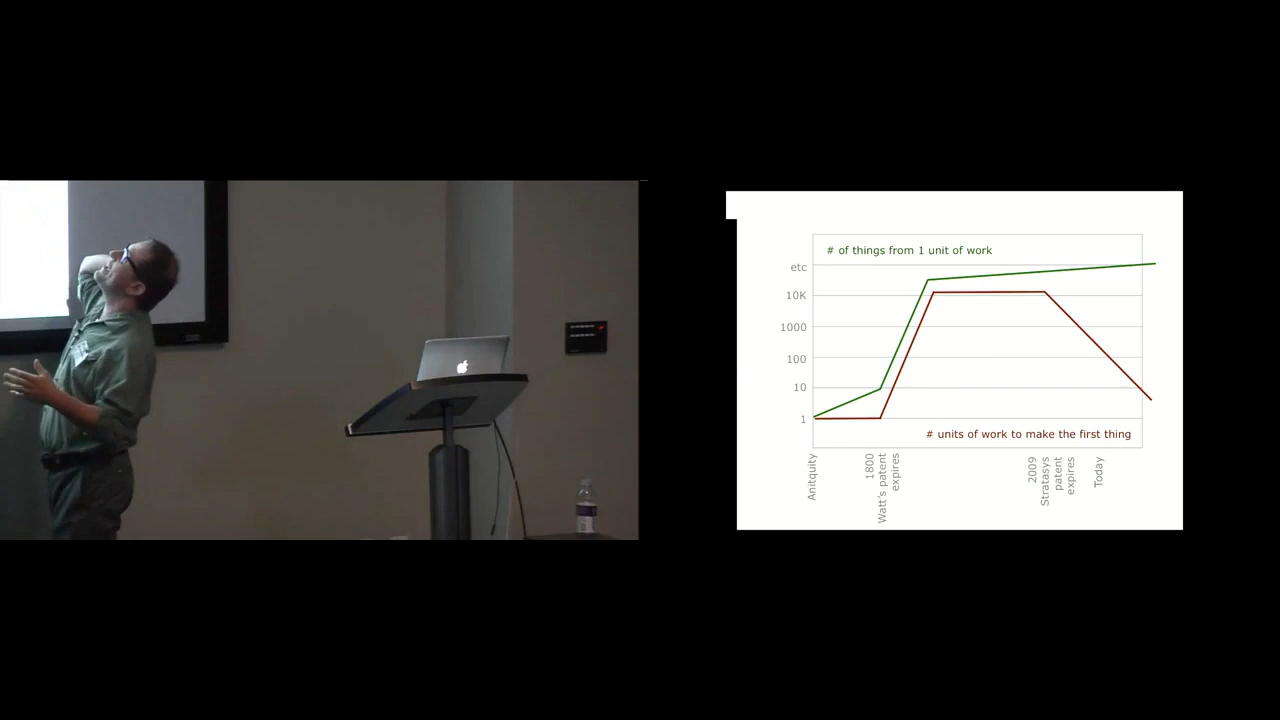 # of things from 1 unit of work
etc
10K
1000
100
10
1
# units of work to make the first thing
Anitquity
1800
Watt's patent
expires
2009
Stratasys
patent
expires
Today